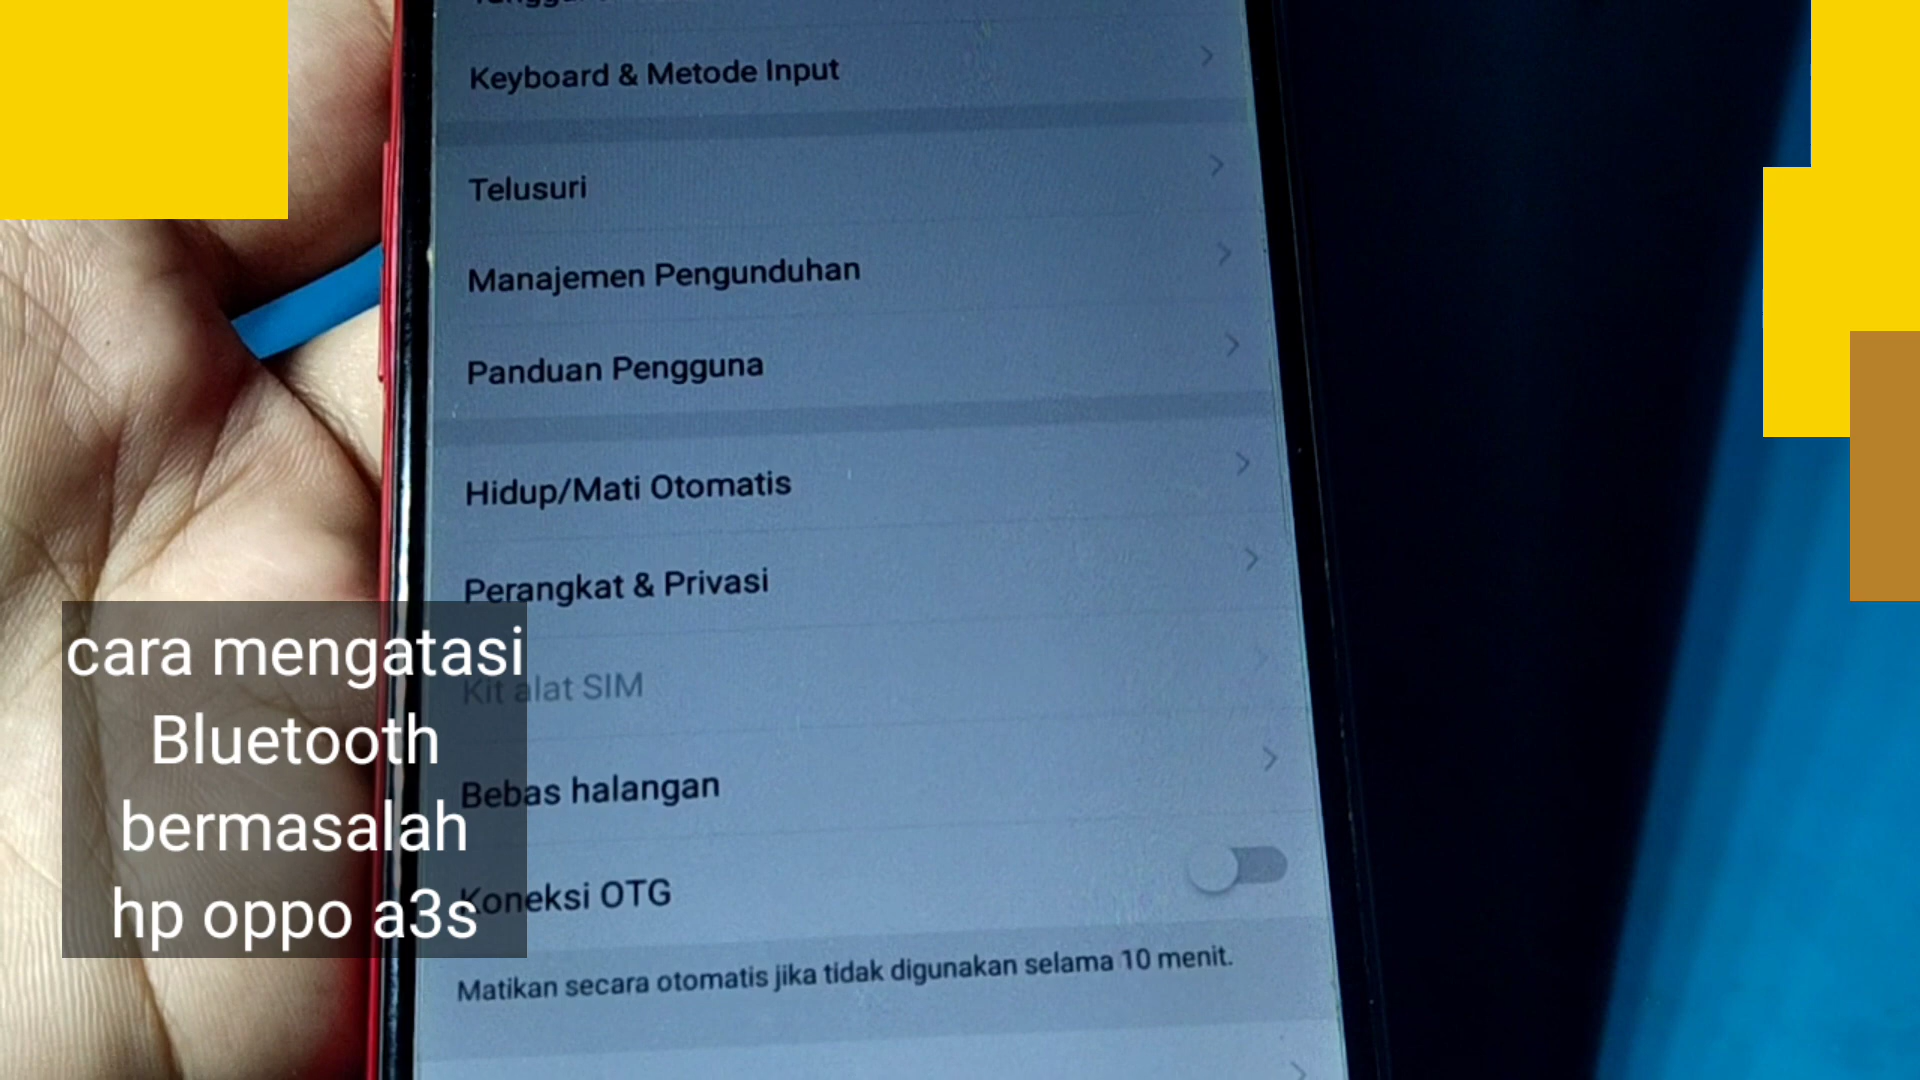 Keyboard & Metode Input
Telusuri
Manajemen Pengunduhan
Panduan Pengguna
Hidup/Mati Otomatis
Perangkat & Privasi
Kit alat SIM
Bebas halangan
Koneksi OTG
Matikan secara otomatis jika tidak digunakan selama 10 menit.
cara mengatasi
Bluetooth
bermasalah
hp oppo a3s